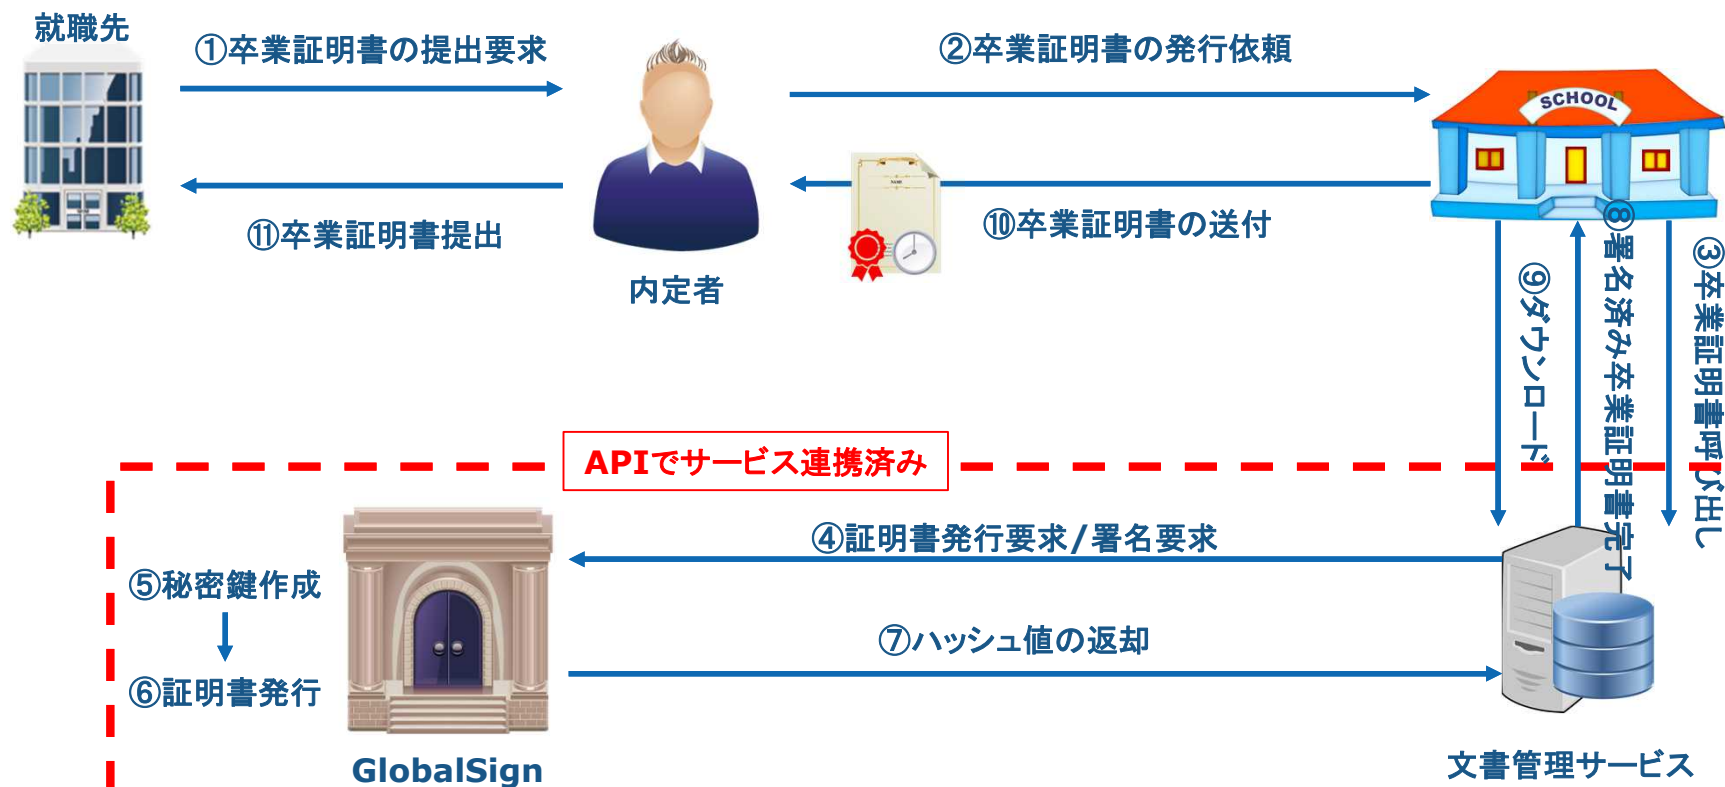 就職先
①卒業証明書の提出要求
②卒業証明書の発行依頼
SCHOOL
⑪卒業証明書提出
⑩卒業証明書の送付
内定者
③卒業証明書呼び出し
⑧署名済み卒業証明書完了
⑨ダウンロード
APIでサービス連携済み
④証明書発行要求/署名要求
⑤秘密鍵作成
⑦ハッシュ値の返却
⑥証明書発行
GlobalSign
文書管理サービス